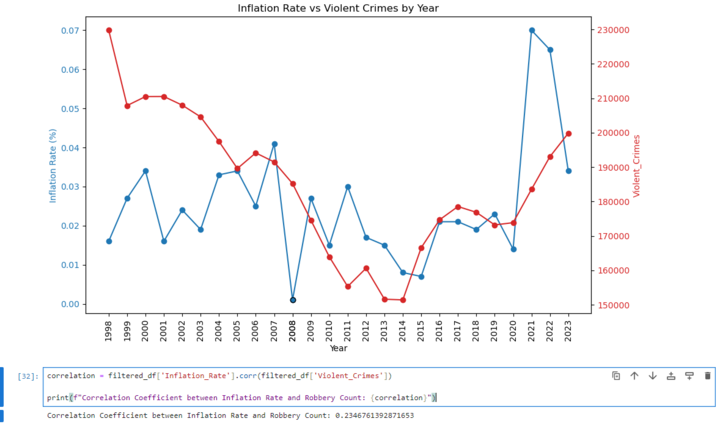 Inflation Rate vs Violent Crimes by Year
0.07
0.06
0.05
0.04
0.03
0.02
0.01
0.00
Inflation Rate (%)
230000
220000
210000
200000
190000
180000
170000
160000
150000
Violent_Crimes
1998 1999 2000 2001 2002 2003 2004 2005 2006 2007 2008 2009 2010 2011 2012 2013 2014 2015 2016 2017 2018 2019 2020 2021 2022 2023
Year
[32]: correlation = filtered_df['Inflation_Rate'].corr(filtered_df['Violent_Crimes'])
print(f"Correlation Coefficient between Inflation Rate and Robbery Count: {correlation}")
Correlation Coefficient between Inflation Rate and Robbery Count: 0.2346761392871653